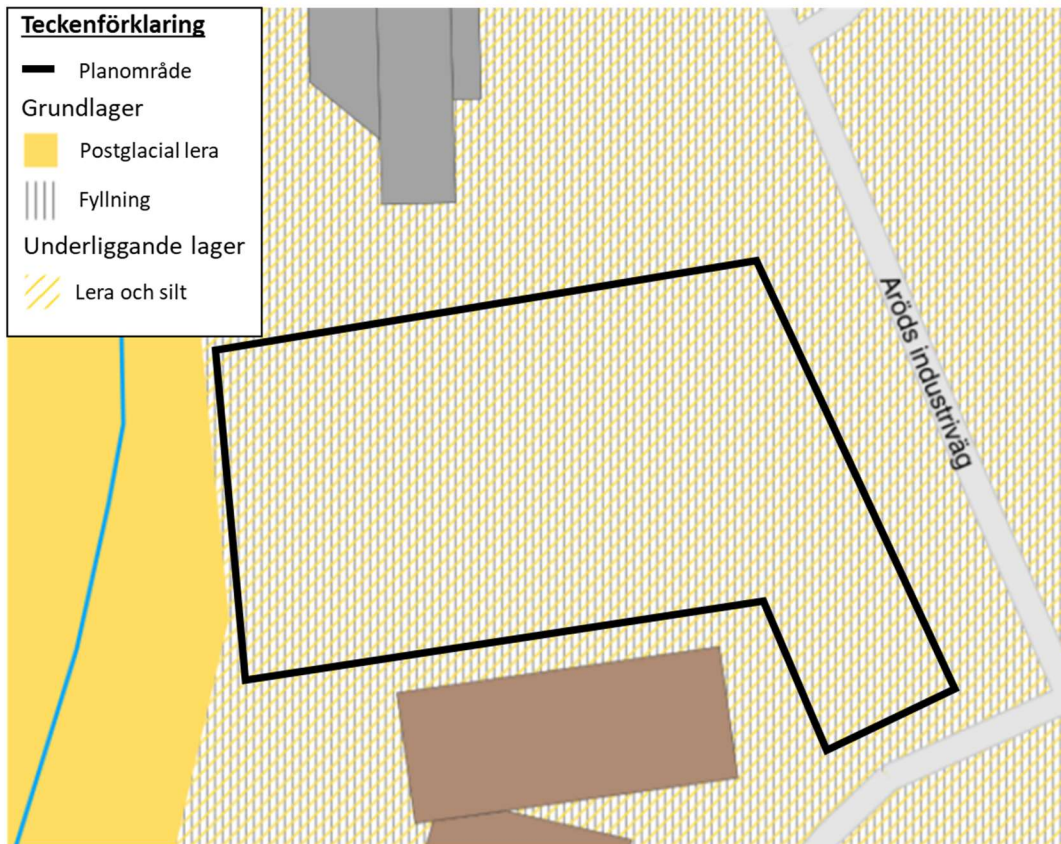 Teckenförklaring
Planområde
Grundlager
Postglacial lera
Fyllning
Underliggande lager
Lera och silt
Aröds industriväg